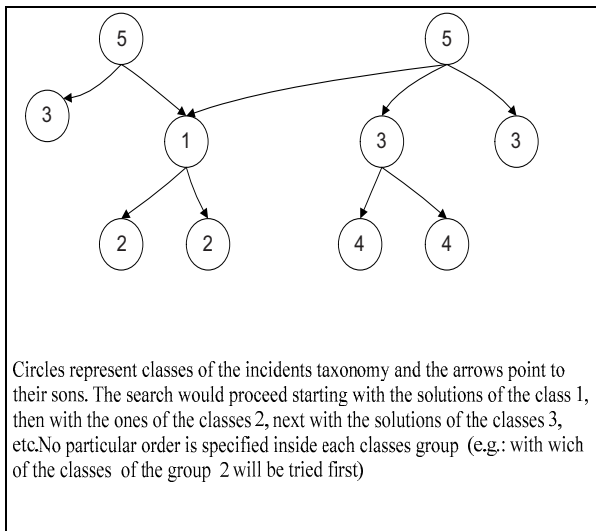 5 5
3
1 3 3
2 2 4 4
Circles represent classes of the incidents taxonomy and the arrows point to
their sons. The search would proceed starting with the solutions of the class 1,
then with the ones of the classes 2, next with the solutions of the classes 3,
etc.No particular order is specified inside each classes group (e.g.: with wich
of the classes of the group 2 will be tried first)